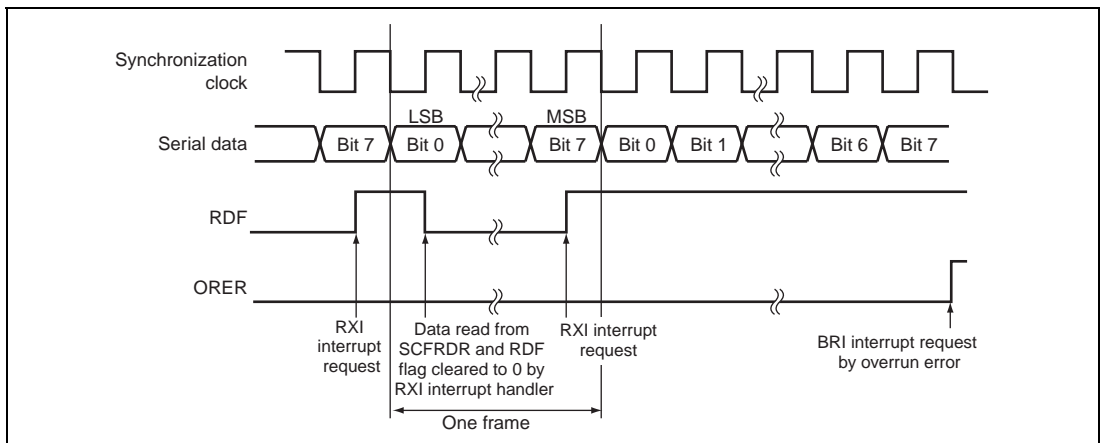 Synchronization
clock
LSB
MSB
Serial data
Bit 7
Bit 0
Bit 7
Bit 0
Bit 1
Bit 6
Bit 7
RDF
ORER
RXI
interrupt
request
Data read from
SCFRDR and RDF
flag cleared to 0 by
RXI interrupt handler
RXI interrupt
request
BRI interrupt request
by overrun error
One frame